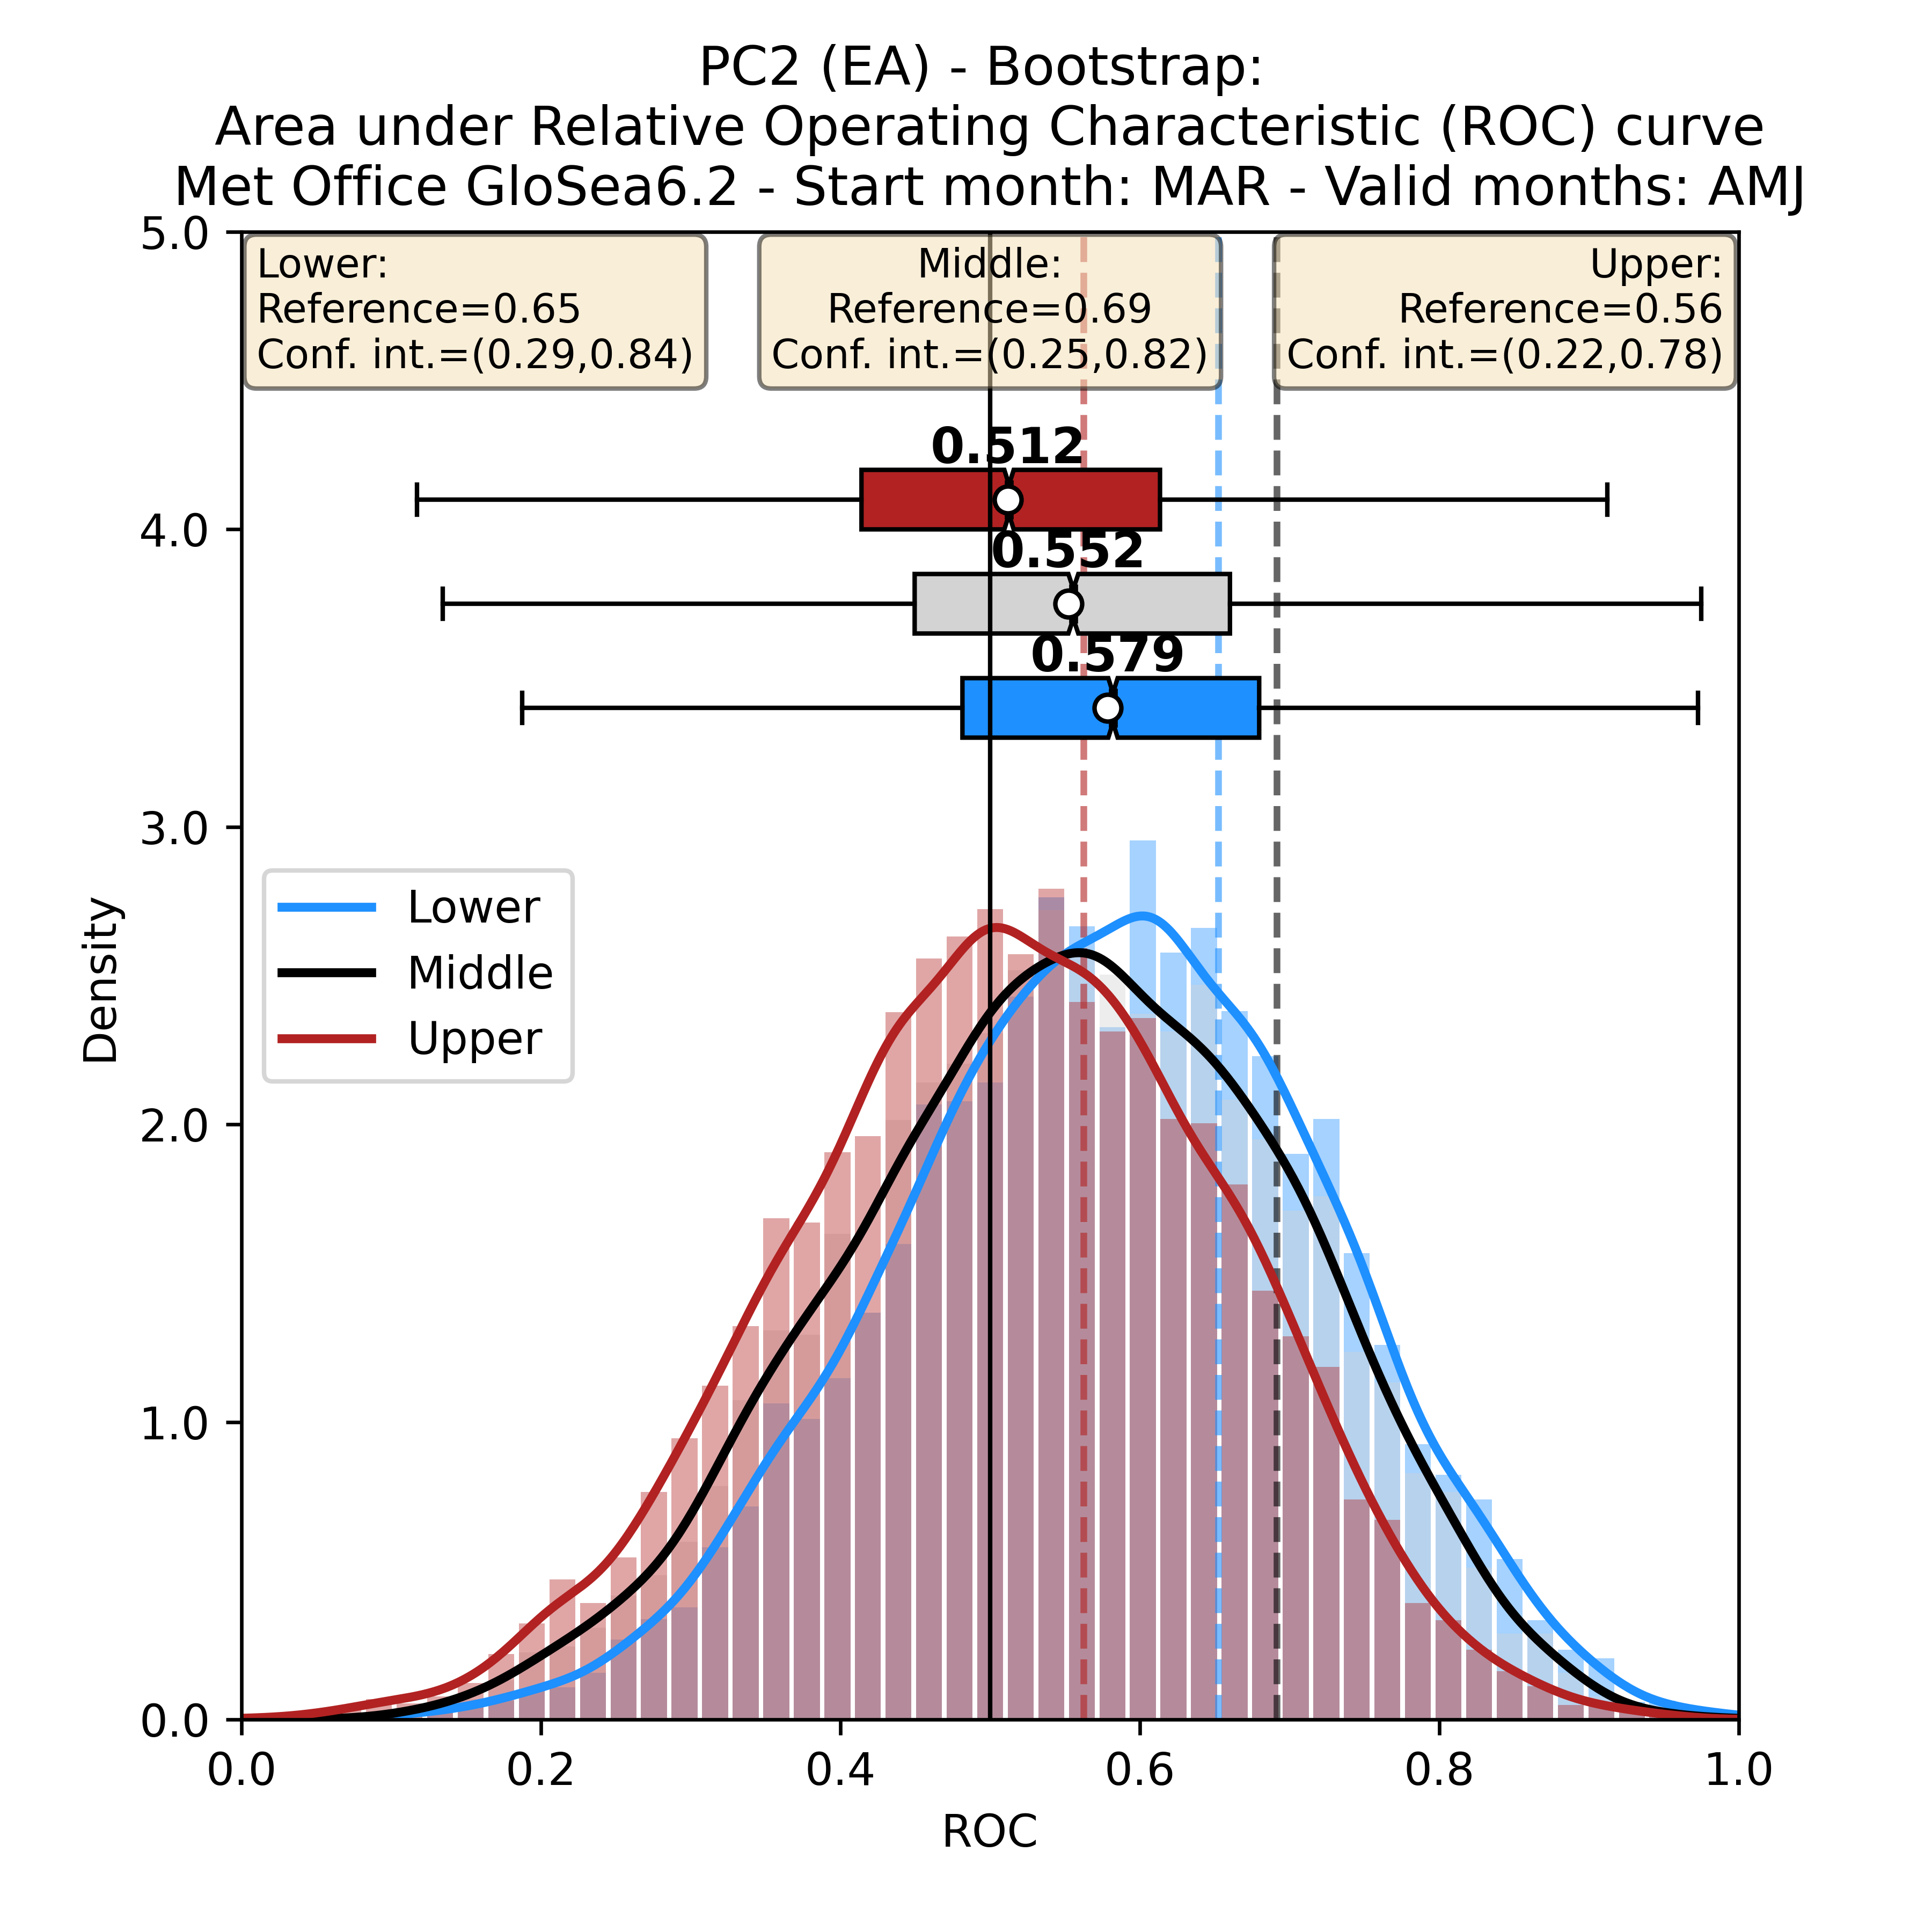 PC2 (EA) - Bootstrap:
Area under Relative Operating Characteristic (ROC) curve
Met Office GloSea6.2 - Start month: MAR - Valid months: AMJ
Lower:
Reference=0.65
Conf. int.=(0.29,0.84)
Middle:
Reference=0.69
Conf. int.=(0.25,0.82)
Upper:
Reference=0.56
Conf. int.=(0.22,0.78)
0.512
0.552
0.579
5.0
4.0
3.0
2.0
1.0
0.0
Density
Lower
Middle
Upper
0.0 0.2 0.4 0.6 0.8 1.0
ROC